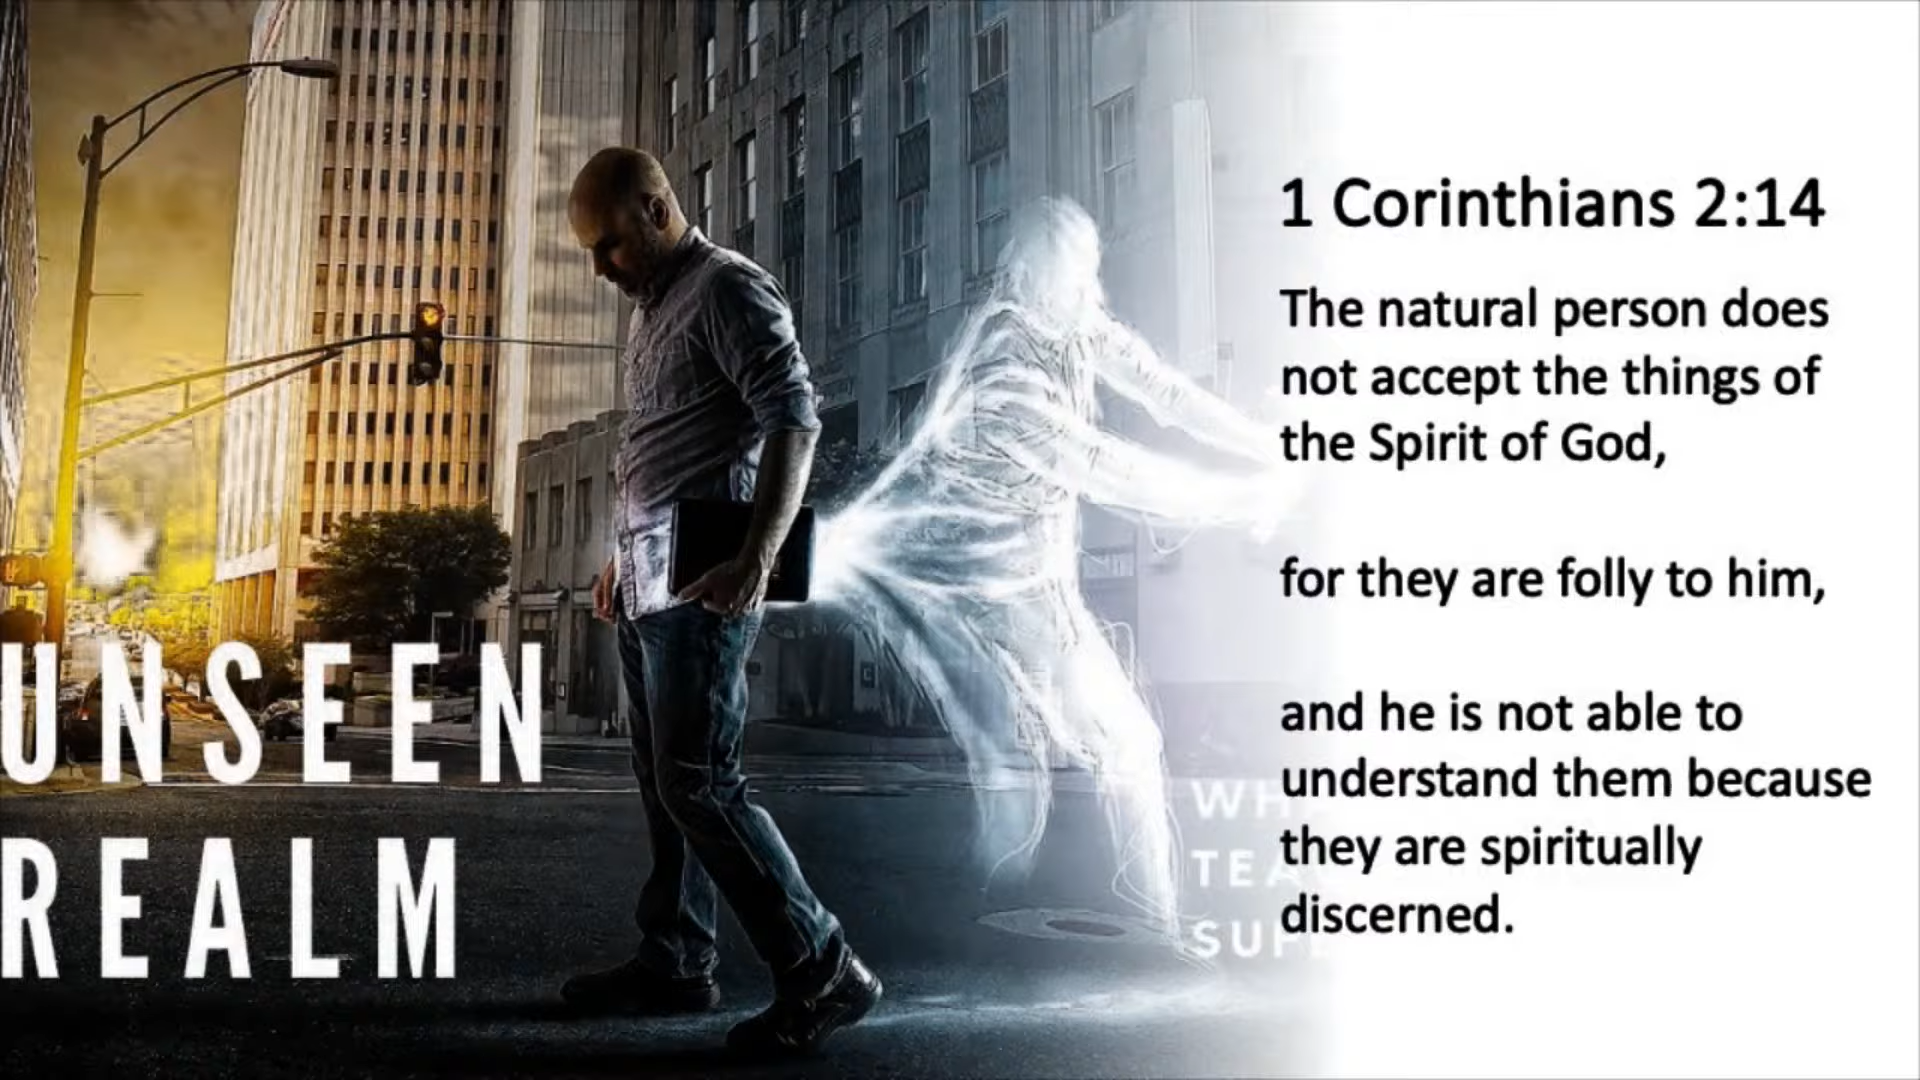 UNSEEN
REALM
1 Corinthians 2:14
The natural person does
not accept the things of
the Spirit of God,
for they are folly to him,
and he is not able to
understand them because
they are spiritually
discerned.